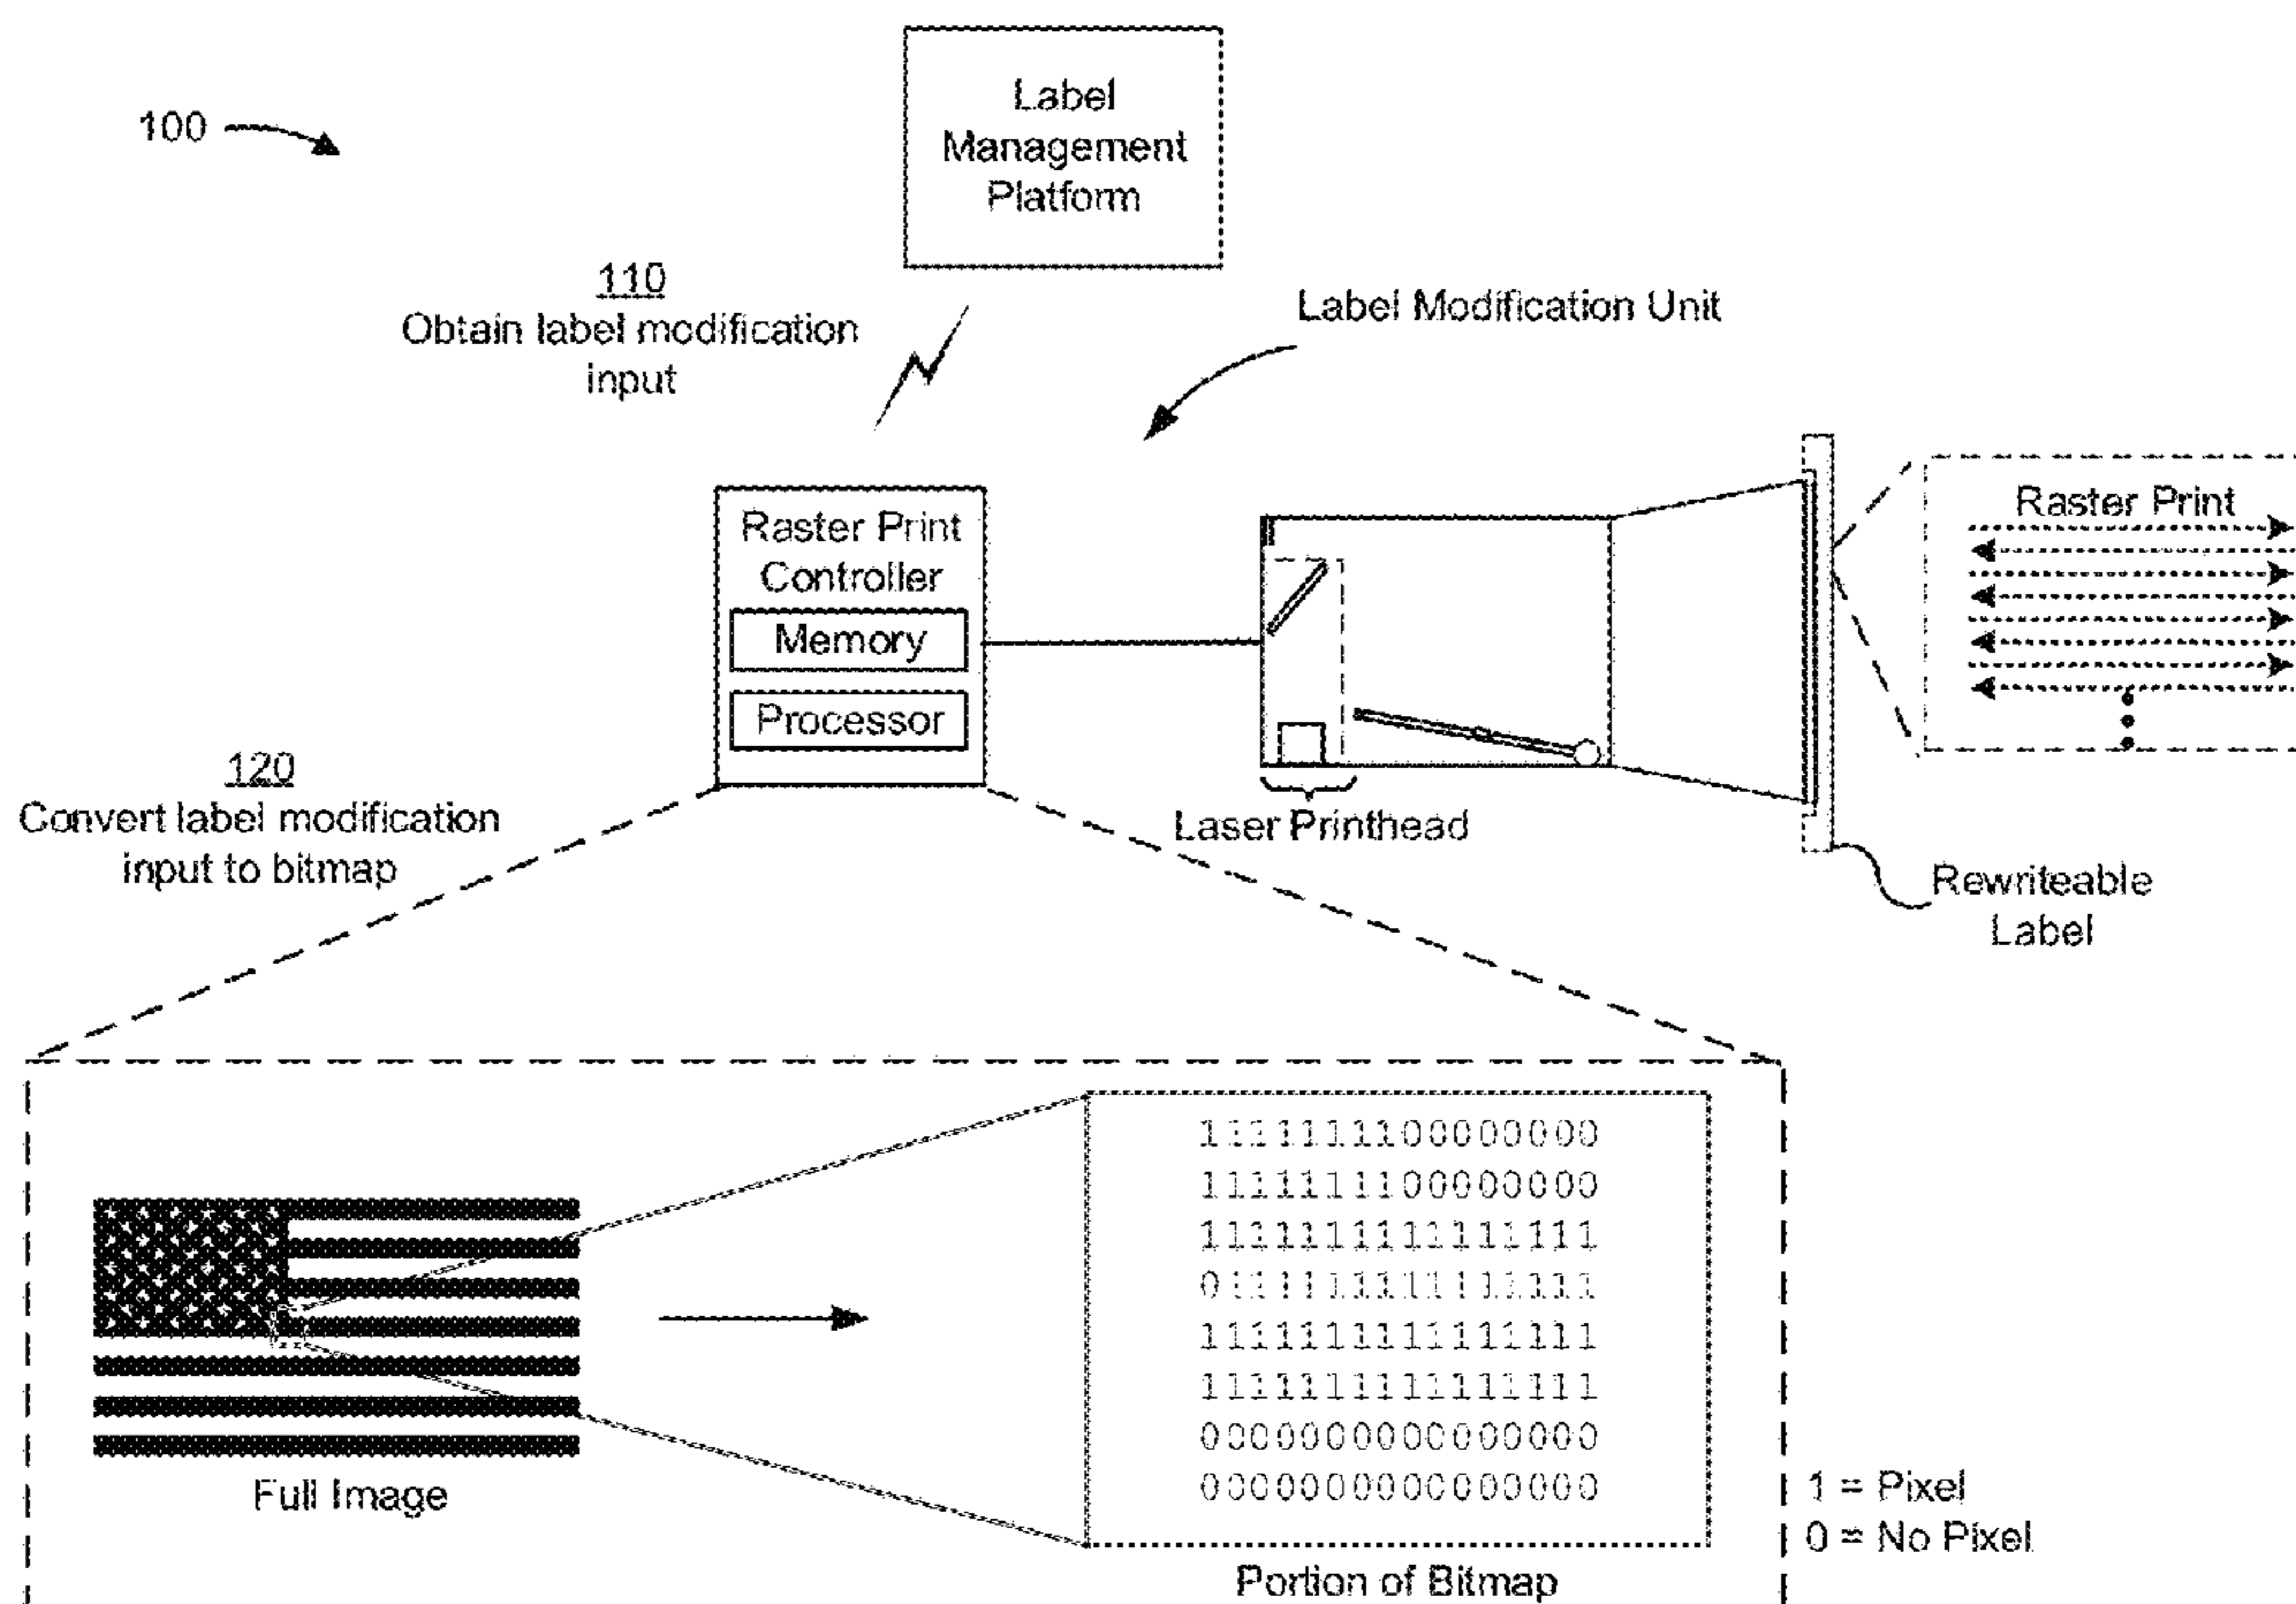 100
Label
Management
Platform
110
Obtain label modification
input
Label Modification Unit
Raster Print
Controller
Memory
Processor
Raster Print
Laser Printhead
Rewriteable
Label
120
Convert label modification
input to bitmap
1111111100000000
1111111100000000
1111111111111111
0111111111111111
1111111111111111
1111111111111111
0000000000000000
0000000000000000
Full Image
Portion of Bitmap
1 = Pixel
0 = No Pixel